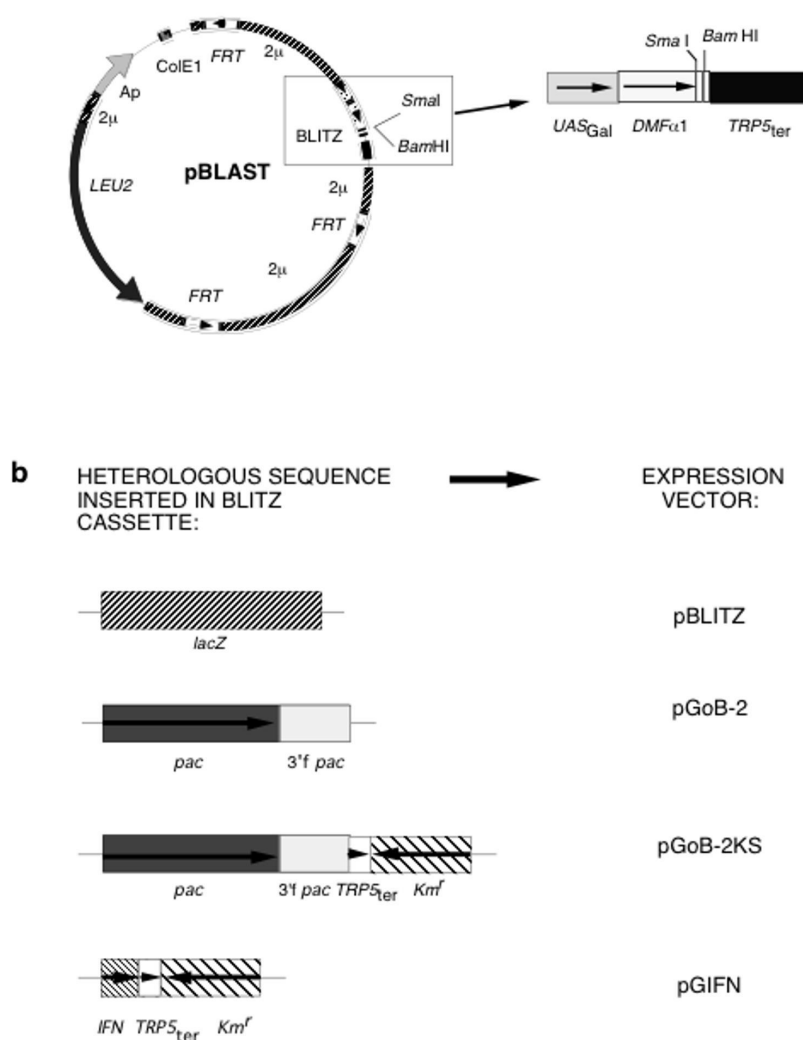 ColE1 FRT 2μ
Ap
2μ
LEU2
pBLAST
BLITZ
SmaI
BamHI
2μ
FRT
2μ
FRT
Sma I Bam HI
UASGal DMFα1 TRP5ter
b HETEROLOGOUS SEQUENCE
INSERTED IN BLITZ
CASSETTE:
EXPRESSION
VECTOR:
lacZ
pBLITZ
pac 3'f pac
pGoB-2
pac 3'f pac TRP5ter Kmr
pGoB-2KS
IFN TRP5ter Kmr
pGIFN